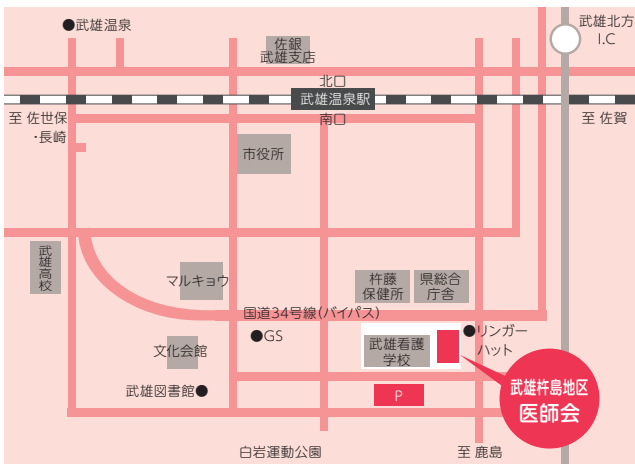 ●武雄温泉
武雄北方
I.C
佐銀
武雄支店
北口
武雄温泉駅
至 佐世保
・長崎
南口
至 佐賀
市役所
武雄高校
マルキョウ
杵藤
保健所
県総合
庁舎
国道34号線(バイパス)
●GS
●リンガー
ハット
武雄看護
学校
文化会館
武雄図書館●
P
武雄杵島地区
医師会
白岩運動公園
至 鹿島